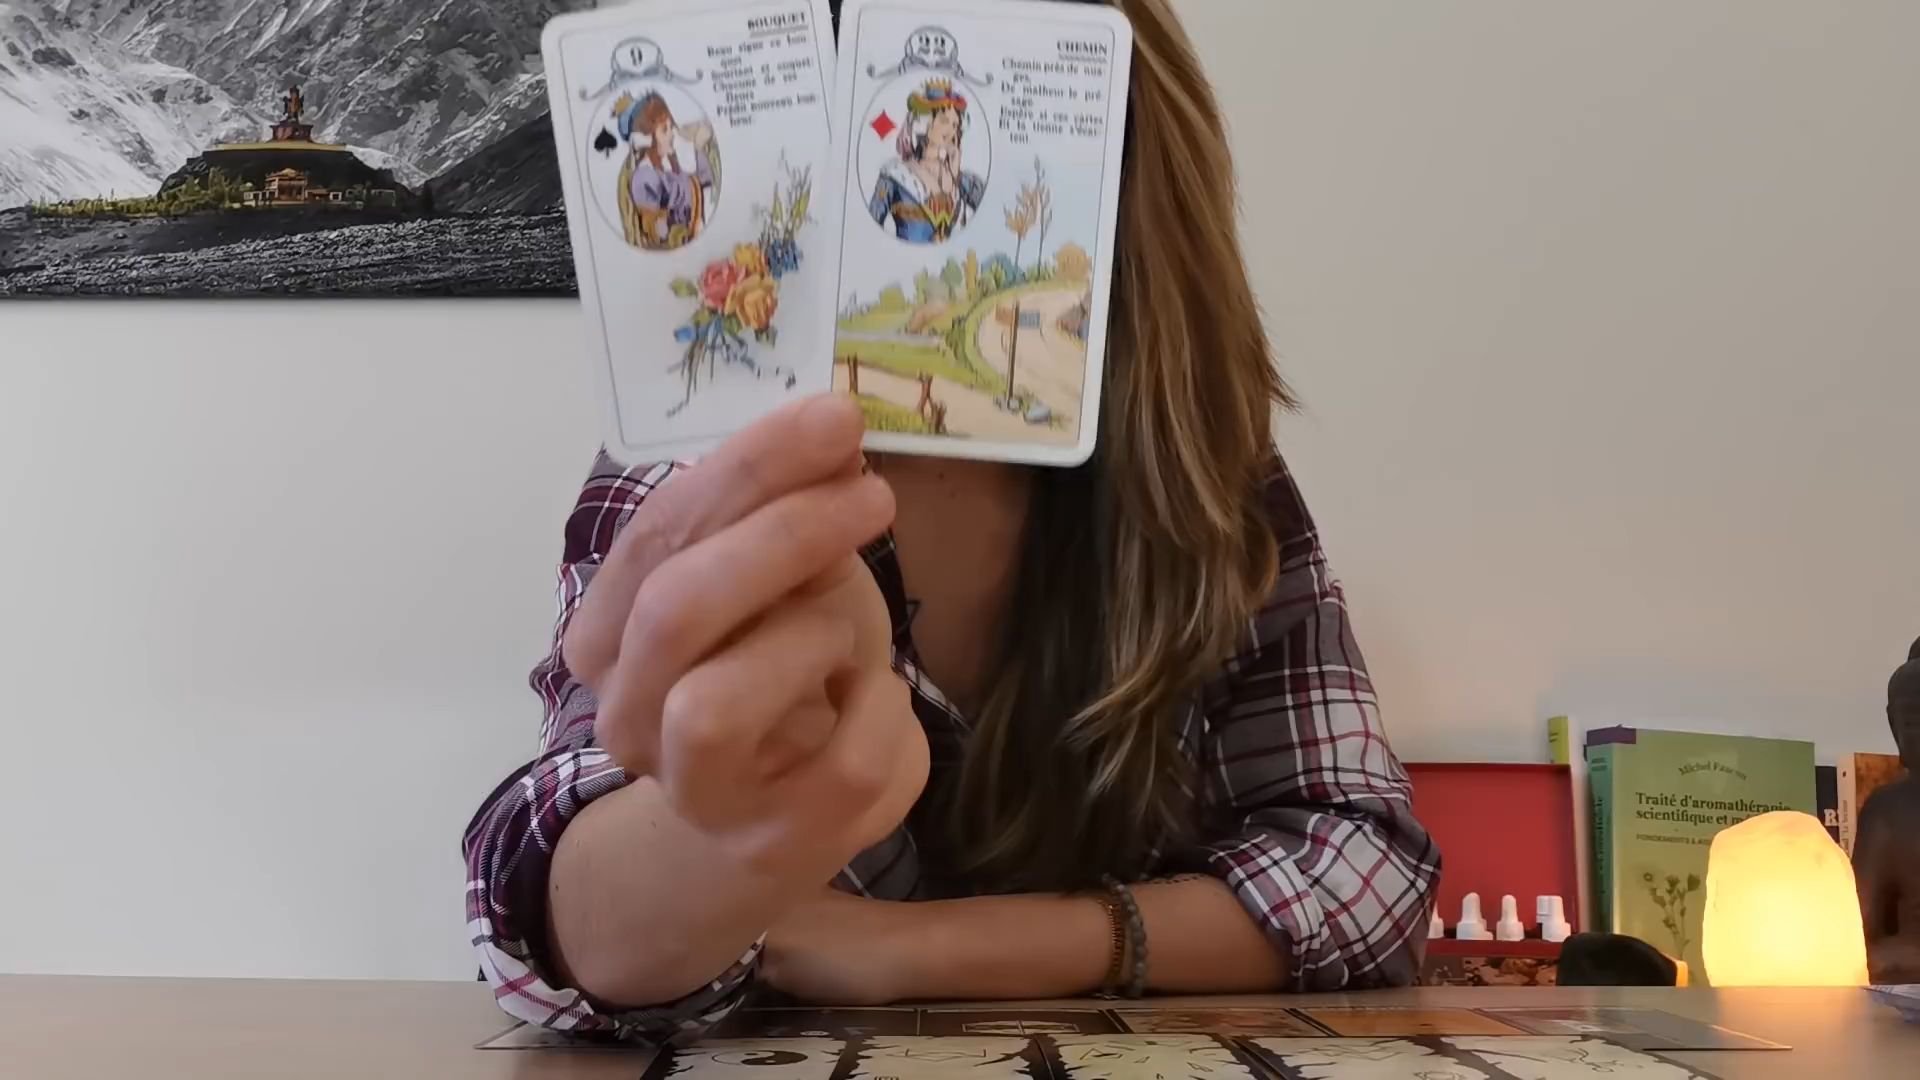 BOUQUET
9
Beau signe ce bou-
quet
Souriant et coquet:
Chacune de ses
fleurs
Prédit nouveau bon-
heur.
CHEMIN
22
Chemin près de nua-
ges,
De malheur le pré-
sage.
Espère si ces cartes
Et la tienne s'écar-
tent
Michel Faucon
Traité d'aromathérapie
scientifique et
FONDEMENTS &